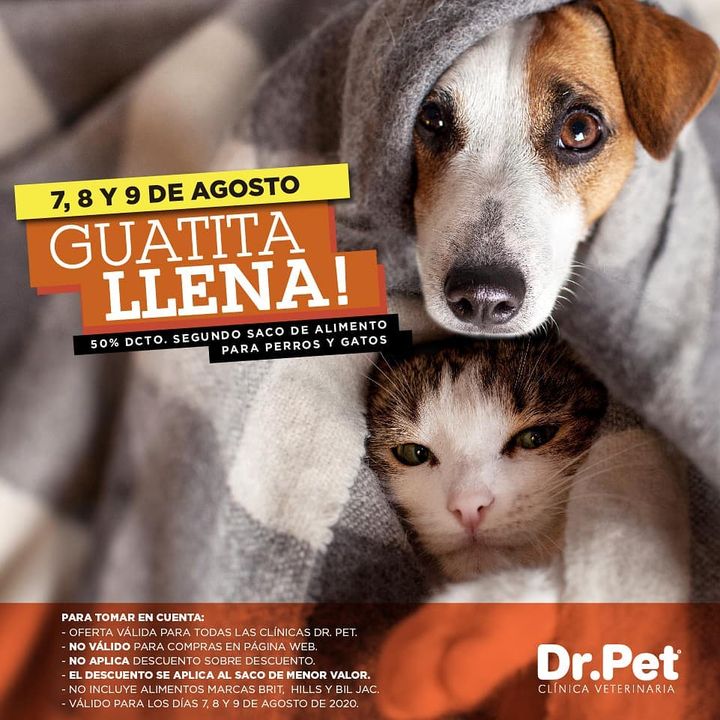 7, 8 Y 9 DE AGOSTO
GUATITA
LLENA!
50% DCTO. SEGUNDO SACO DE ALIMENTO
PARA PERROS Y GATOS
PARA TOMAR EN CUENTA:
- OFERTA VÁLIDA PARA TODAS LAS CLÍNICAS DR. PET.
- NO VÁLIDO PARA COMPRAS EN PÁGINA WEB.
- NO APLICA DESCUENTO SOBRE DESCUENTO.
- EL DESCUENTO SE APLICA AL SACO DE MENOR VALOR.
- NO INCLUYE ALIMENTOS MARCAS BRIT, HILLS Y BIL JAC.
- VÁLIDO PARA LOS DÍAS 7, 8 Y 9 DE AGOSTO DE 2020.
Dr.Pet®
CLÍNICA VETERINARIA